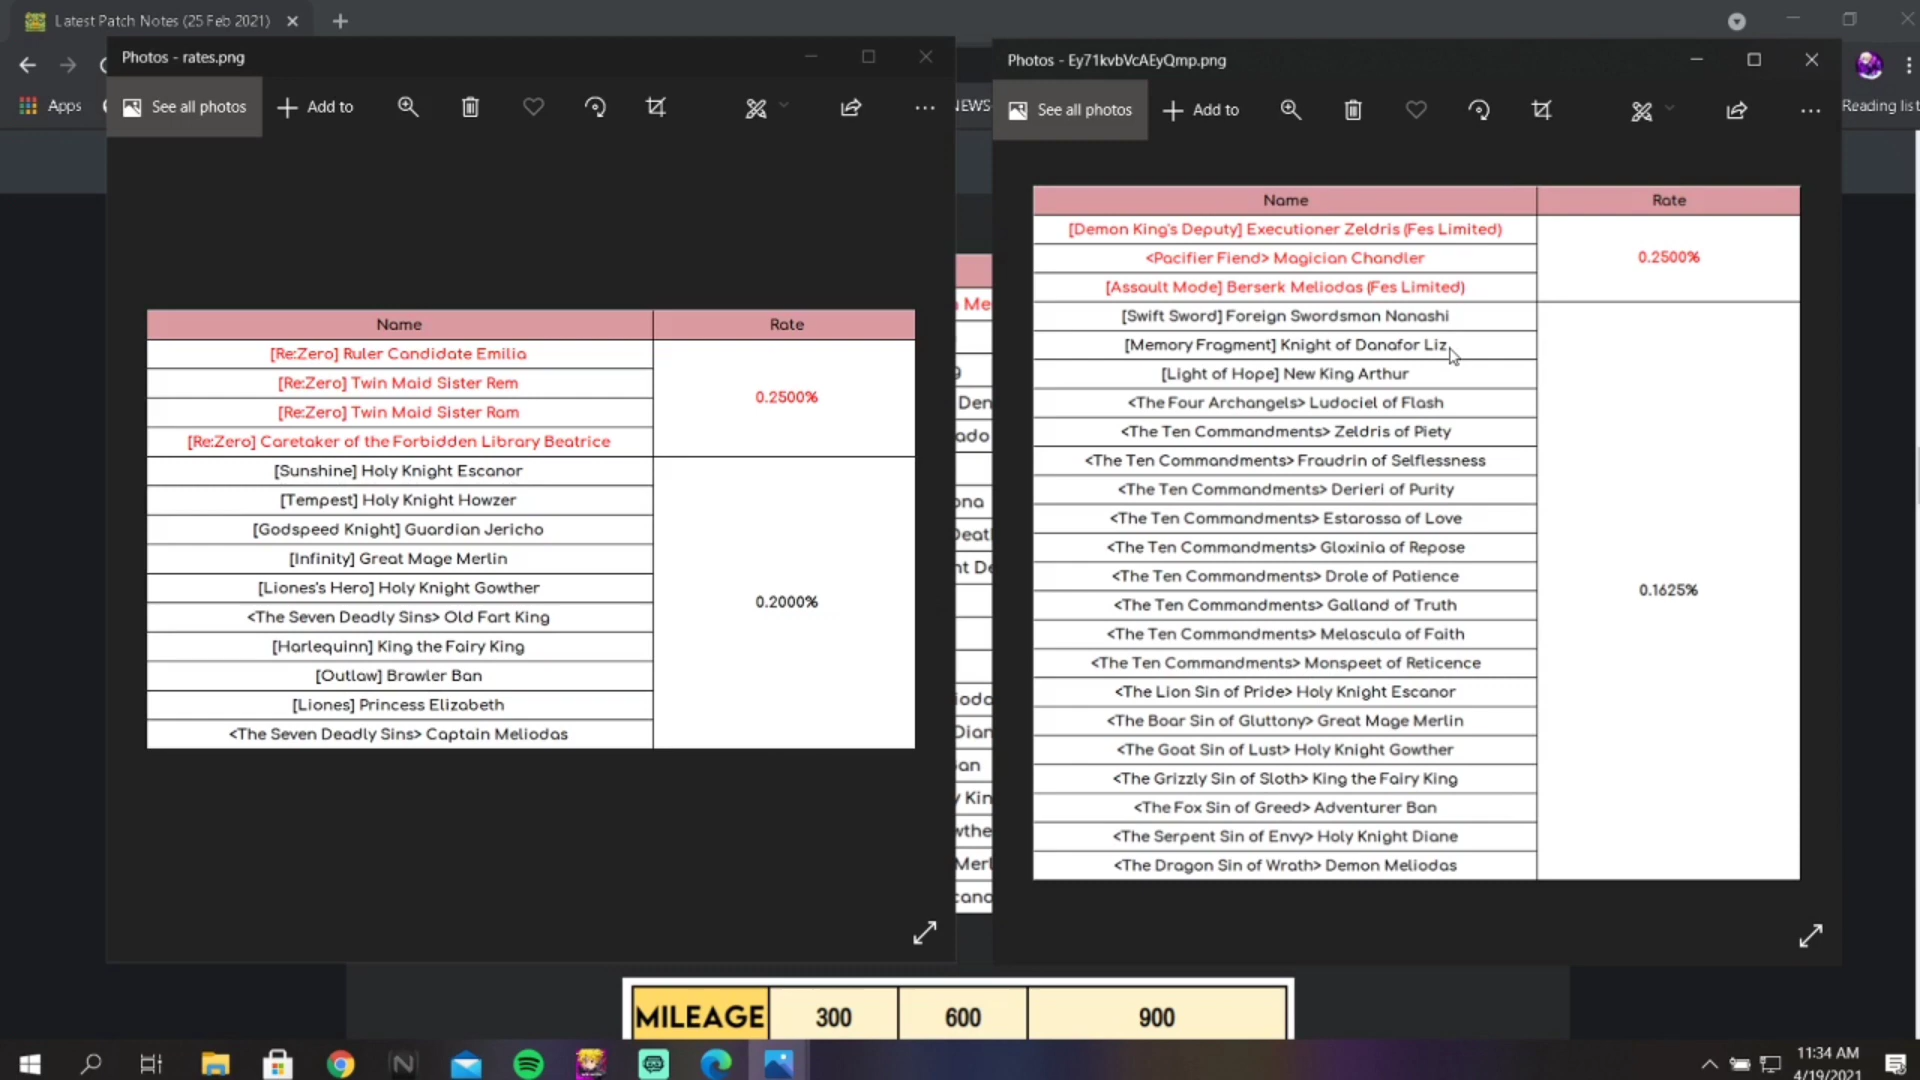 Latest Patch Notes (25 Feb 2021)
Apps
NEWS
Reading list
Photos - rates.png
See all photos
Add to
Name
Rate
[Re:Zero] Ruler Candidate Emilia
[Re:Zero] Twin Maid Sister Rem
[Re:Zero] Twin Maid Sister Ram
[Re:Zero] Caretaker of the Forbidden Library Beatrice
0.2500%
[Sunshine] Holy Knight Escanor
[Tempest] Holy Knight Howzer
[Godspeed Knight] Guardian Jericho
[Infinity] Great Mage Merlin
[Liones's Hero] Holy Knight Gowther
<The Seven Deadly Sins> Old Fart King
[Harlequinn] King the Fairy King
[Outlaw] Brawler Ban
[Liones] Princess Elizabeth
<The Seven Deadly Sins> Captain Meliodas
0.2000%
Photos - Ey71kvbVcAEyQmp.png
See all photos
Add to
Name
Rate
[Demon King's Deputy] Executioner Zeldris (Fes Limited)
<Pacifier Fiend> Magician Chandler
[Assault Mode] Berserk Meliodas (Fes Limited)
0.2500%
[Swift Sword] Foreign Swordsman Nanashi
[Memory Fragment] Knight of Danafor Liz
[Light of Hope] New King Arthur
<The Four Archangels> Ludociel of Flash
<The Ten Commandments> Zeldris of Piety
<The Ten Commandments> Fraudrin of Selflessness
<The Ten Commandments> Derieri of Purity
<The Ten Commandments> Estarossa of Love
<The Ten Commandments> Gloxinia of Repose
<The Ten Commandments> Drole of Patience
<The Ten Commandments> Galland of Truth
<The Ten Commandments> Melascula of Faith
<The Ten Commandments> Monspeet of Reticence
<The Lion Sin of Pride> Holy Knight Escanor
<The Boar Sin of Gluttony> Great Mage Merlin
<The Goat Sin of Lust> Holy Knight Gowther
<The Grizzly Sin of Sloth> King the Fairy King
<The Fox Sin of Greed> Adventurer Ban
<The Serpent Sin of Envy> Holy Knight Diane
<The Dragon Sin of Wrath> Demon Meliodas
0.1625%
MILEAGE 300 600 900
11:34 AM
4/19/2021